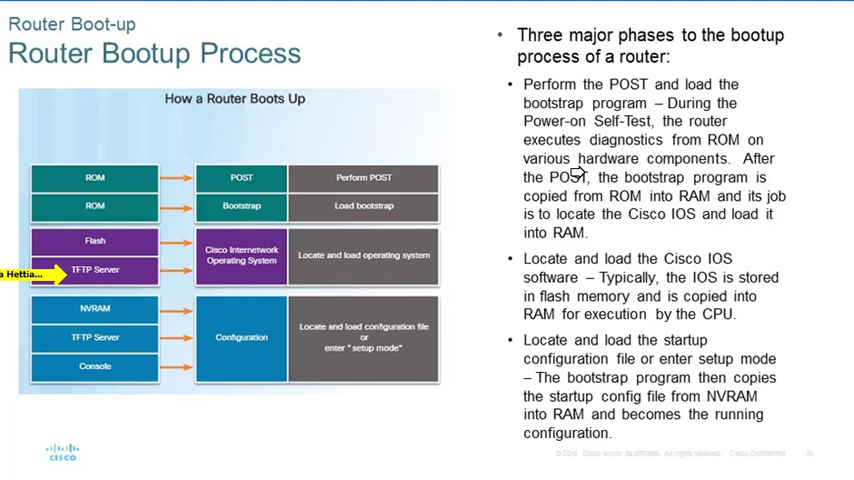 Router Boot-up
Router Bootup Process
How a Router Boots Up
ROM
POST
Perform POST
ROM
Bootstrap
Load bootstrap
Flash
TFTP Server
Cisco Internetwork
Operating System
Locate and load operating system
a Hettia...
NVRAM
TFTP Server
Console
Configuration
Locate and load configuration file
or
enter "setup mode"
CISCO
• Three major phases to the bootup
process of a router:
• Perform the POST and load the
bootstrap program – During the
Power-on Self-Test, the router
executes diagnostics from ROM on
various hardware components. After
the POST, the bootstrap program is
copied from ROM into RAM and its job
is to locate the Cisco IOS and load it
into RAM.
• Locate and load the Cisco IOS
software – Typically, the IOS is stored
in flash memory and is copied into
RAM for execution by the CPU.
• Locate and load the startup
configuration file or enter setup mode
– The bootstrap program then copies
the startup config file from NVRAM
into RAM and becomes the running
configuration.
Cisco and/or its affiliates. All rights reserved. Cisco Confidential